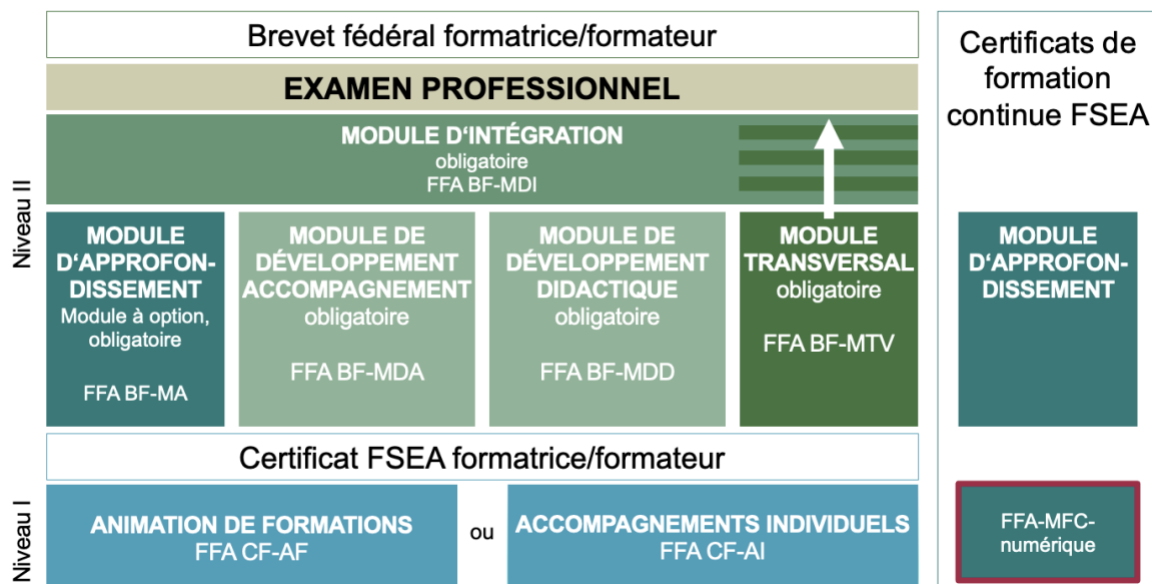 Brevet fédéral formatrice/formateur
EXAMEN PROFESSIONNEL
MODULE D‘INTÉGRATION
obligatoire
FFA BF-MDI
Niveau II
MODULE
D‘APPROFON-
DISSEMENT
Module à option,
obligatoire
FFA BF-MA
MODULE DE
DÉVELOPPEMENT
ACCOMPAGNEMENT
obligatoire
FFA BF-MDA
MODULE DE
DÉVELOPPEMENT
DIDACTIQUE
obligatoire
FFA BF-MDD
MODULE
TRANSVERSAL
obligatoire
FFA BF-MTV
Certificat FSEA formatrice/formateur
Niveau I
ANIMATION DE FORMATIONS
FFA CF-AF
ou
ACCOMPAGNEMENTS INDIVIDUELS
FFA CF-AI
Certificats de
formation
continue FSEA
MODULE
D‘APPROFON-
DISSEMENT
FFA-MFC-
numérique